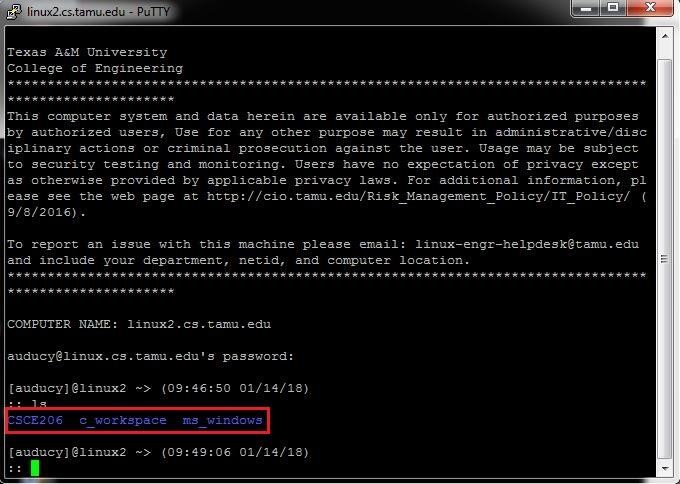 linux2.cs.tamu.edu - PuTTY
Texas A&M University
College of Engineering
*******************************************************************************
*********************
This computer system and data herein are available only for authorized purposes
by authorized users, Use for any other purpose may result in administrative/disc
iplinary actions or criminal prosecution against the user. Usage may be subject
to security testing and monitoring. Users have no expectation of privacy except
as otherwise provided by applicable privacy laws. For additional information, pl
ease see the web page at http://cio.tamu.edu/Risk_Management_Policy/IT_Policy/ (
9/8/2016).
To report an issue with this machine please email: linux-engr-helpdesk@tamu.edu
and include your department, netid, and computer location.
*******************************************************************************
*********************
COMPUTER NAME: linux2.cs.tamu.edu
auducy@linux.cs.tamu.edu's password:
[auducy]@linux2 ~> (09:46:50 01/14/18)
:: ls
CSCE206  c_workspace  ms_windows
[auducy]@linux2 ~> (09:49:06 01/14/18)
::